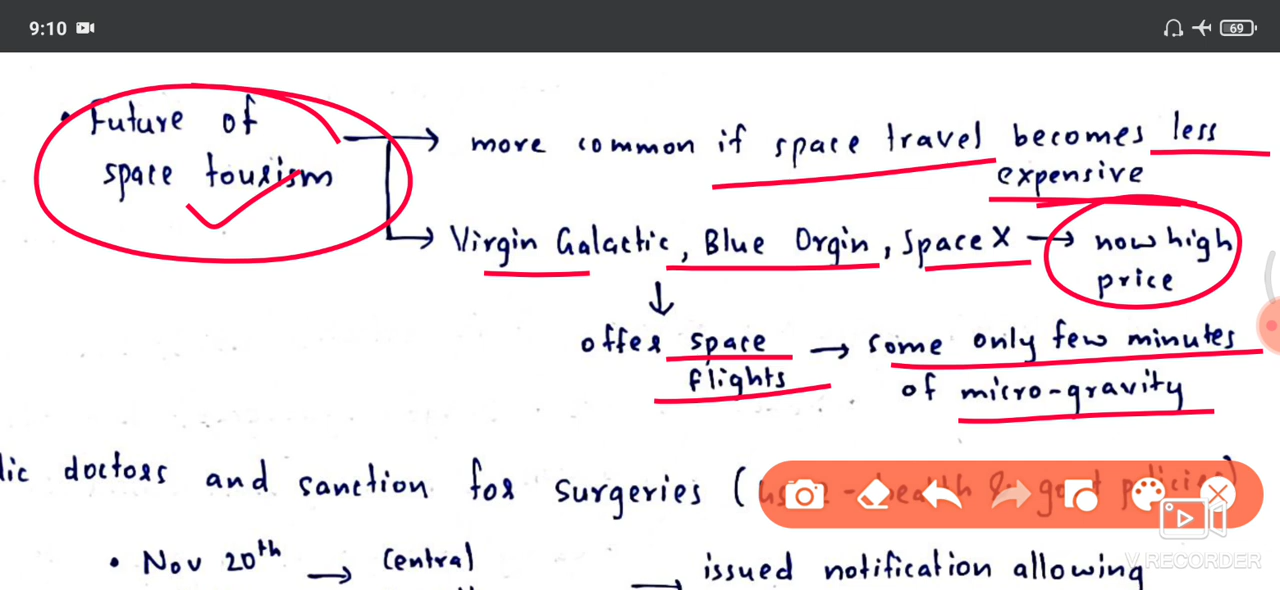 9:10
69
• Future of
space tourism
→ more common if space travel becomes less
expensive
→ Virgin Galactic, Blue Orgin, Space X → now high
price
↓
offer space → some only few minutes
flights of micro-gravity
lic doctors and sanction for surgeries (
• Nov 20th → Central → issued notification allowing
V RECORDER